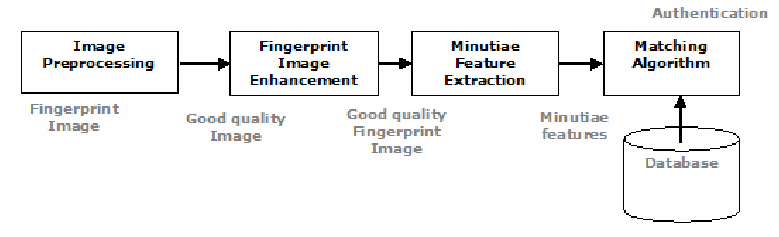 Authentication
Image
Preprocessing
Fingerprint
Image
Enhancement
Minutiae
Feature
Extraction
Matching
Algorithm
Fingerprint
Image
Good quality
Image
Good quality
Fingerprint
Image
Minutiae
features
Database